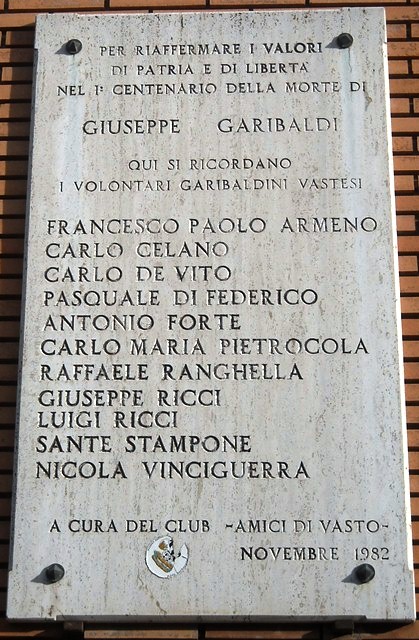 PER RIAFFERMARE I VALORI
DI PATRIA E DI LIBERTA'
NEL I° CENTENARIO DELLA MORTE DI
GIUSEPPE GARIBALDI
QUI SI RICORDANO
I VOLONTARI GARIBALDINI VASTESI
FRANCESCO PAOLO ARMENO
CARLO CELANO
CARLO DE VITO
PASQUALE DI FEDERICO
ANTONIO FORTE
CARLO MARIA PIETROCOLA
RAFFAELE RANGHELLA
GIUSEPPE RICCI
LUIGI RICCI
SANTE STAMPONE
NICOLA VINCIGUERRA
A CURA DEL CLUB -AMICI DI VASTO-
NOVEMBRE 1982